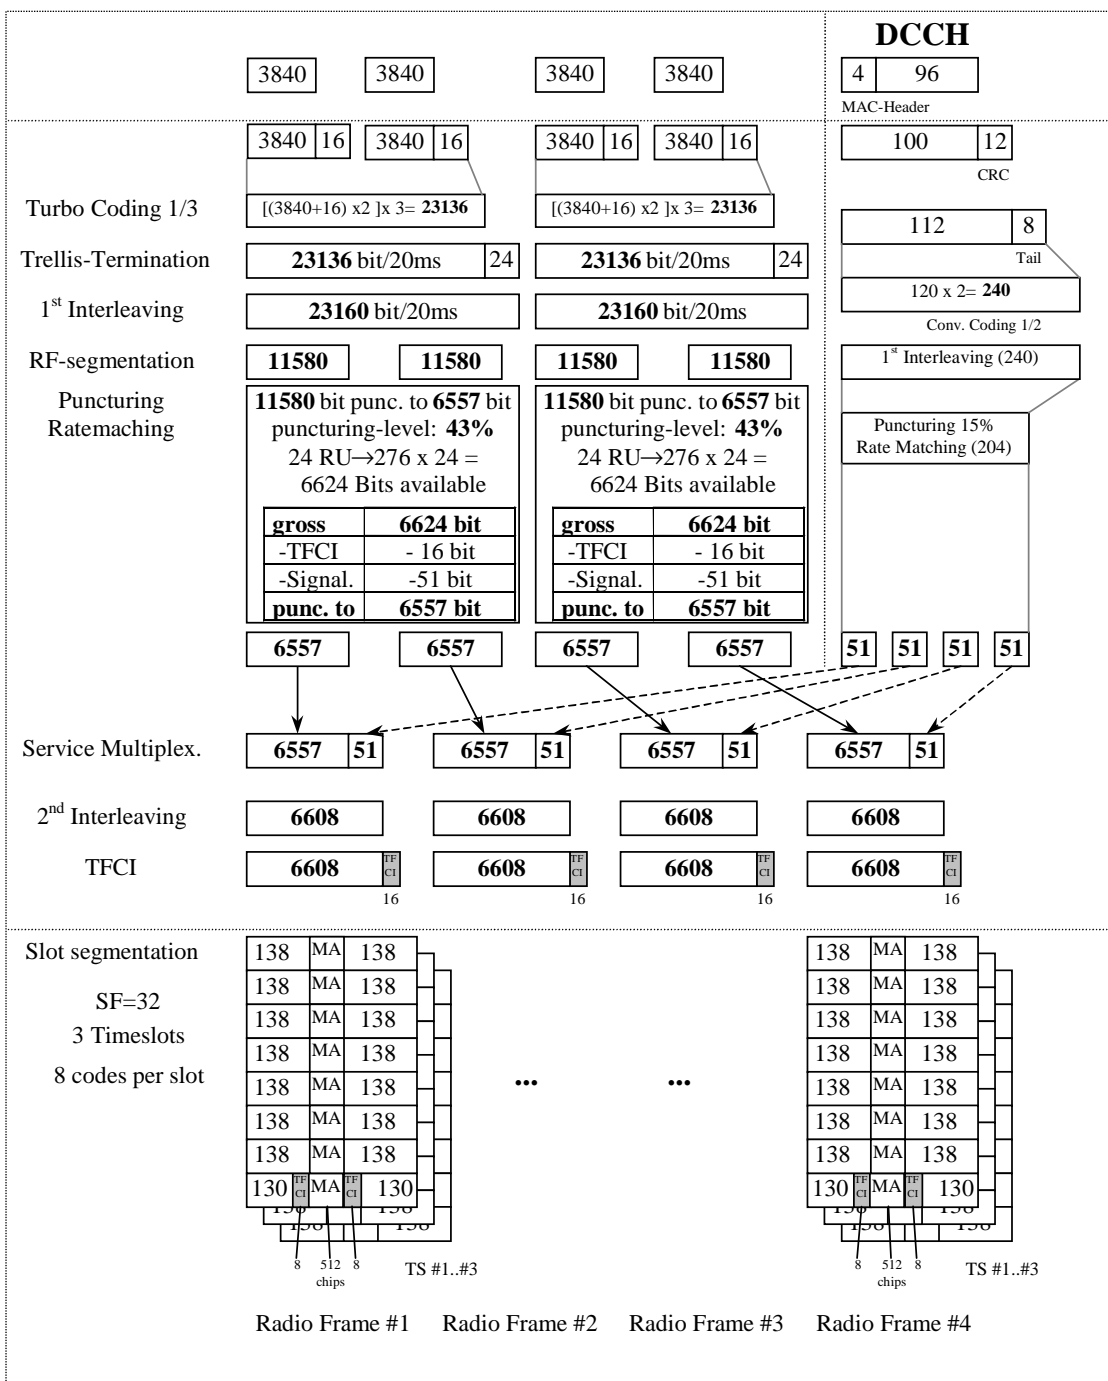 DCCH
3840 3840 3840 3840 4 96
MAC-Header
3840 16 3840 16 3840 16 3840 16 100 12
CRC
Turbo Coding 1/3 [(3840+16) x2 ]x 3= 23136 [(3840+16) x2 ]x 3= 23136
112 8
Tail
Trellis-Termination 23136 bit/20ms 24 23136 bit/20ms 24
120 x 2= 240
Conv. Coding 1/2
1st Interleaving 23160 bit/20ms 23160 bit/20ms
RF-segmentation 11580 11580 11580 11580 1st Interleaving (240)
Puncturing
Ratemaching
11580 bit punc. to 6557 bit
puncturing-level: 43%
24 RU→276 x 24 =
6624 Bits available
gross 6624 bit
-TFCI - 16 bit
-Signal. -51 bit
punc. to 6557 bit
11580 bit punc. to 6557 bit
puncturing-level: 43%
24 RU→276 x 24 =
6624 Bits available
gross 6624 bit
-TFCI - 16 bit
-Signal. -51 bit
punc. to 6557 bit
Puncturing 15%
Rate Matching (204)
6557 6557 6557 6557 51 51 51 51
Service Multiplex. 6557 51 6557 51 6557 51 6557 51
2nd Interleaving 6608 6608 6608 6608
TFCI 6608 TF CI 6608 TF CI 6608 TF CI 6608 TF CI
16 16 16 16
Slot segmentation
SF=32
3 Timeslots
8 codes per slot
138 MA 138 138 MA 138
138 MA 138 138 MA 138
138 MA 138 138 MA 138
138 MA 138 138 MA 138
138 MA 138 ... ... 138 MA 138
138 MA 138 138 MA 138
138 MA 138 138 MA 138
130 TF CI MA TF CI 130 130 TF CI MA TF CI 130
138 138 138 138
138 138 138 138
8 512 chips 8 TS #1..#3 8 512 chips 8 TS #1..#3
Radio Frame #1 Radio Frame #2 Radio Frame #3 Radio Frame #4